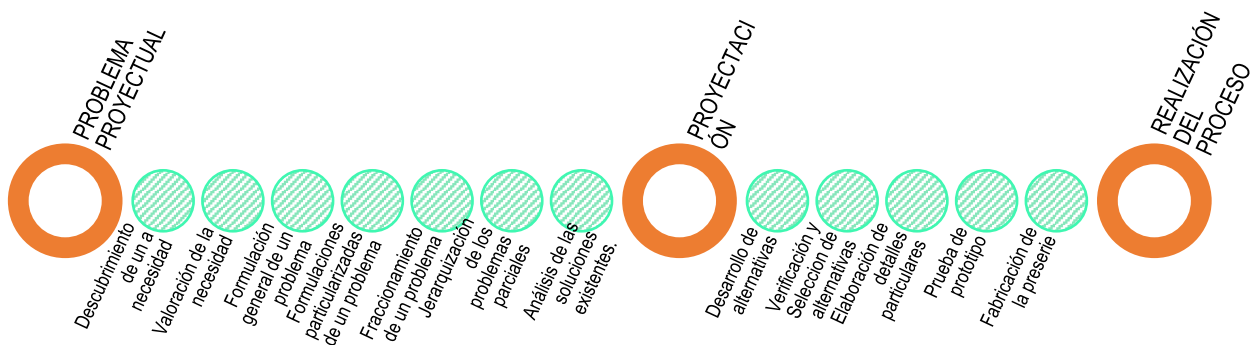 PROBLEMA
PROYECTUAL
Descubrimiento
de un a
necesidad
Valoración de la
necesidad
Formulación
general de un
problema
Formulaciones
particularizadas
de un problema
Fraccionamiento
de un problema
Jerarquización
de los
problemas
parciales
Análisis de las
soluciones
existentes.
PROYECTACI
ÓN
Desarrollo de
alternativas
Verificación y
Seleccion de
alternativas
Elaboración de
detalles
particulares
Prueba de
prototipo
Fabricación de
la preserie
REALIZACIÓN
DEL
PROCESO